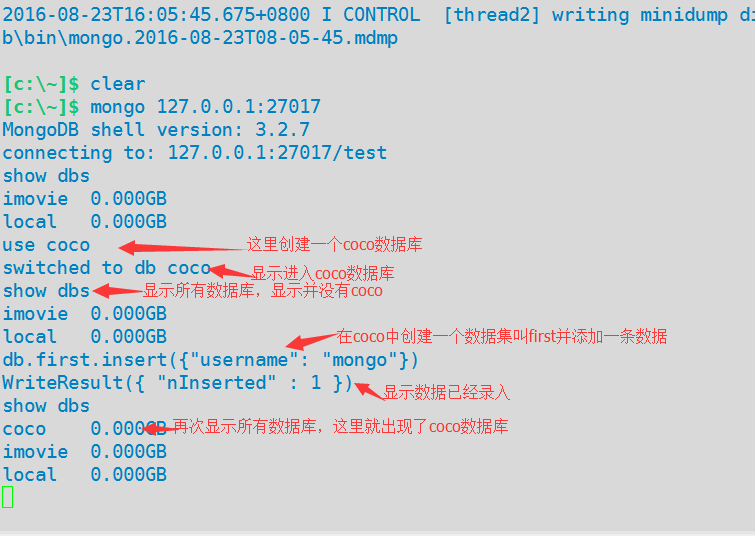 2016-08-23T16:05:45.675+0800 I CONTROL  [thread2] writing minidump di
b\bin\mongo.2016-08-23T08-05-45.mdmp
[c:\~]$ clear
[c:\~]$ mongo 127.0.0.1:27017
MongoDB shell version: 3.2.7
connecting to: 127.0.0.1:27017/test
show dbs
imovie  0.000GB
local   0.000GB
use coco 这里创建一个coco数据库
switched to db coco 显示进入coco数据库
show dbs 显示所有数据库，显示并没有coco
imovie  0.000GB
local   0.000GB
在coco中创建一个数据集叫first并添加一条数据
db.first.insert({"username": "mongo"})
WriteResult({ "nInserted" : 1 }) 显示数据已经录入
show dbs
coco    0.000GB 再次显示所有数据库，这里就出现了coco数据库
imovie  0.000GB
local   0.000GB